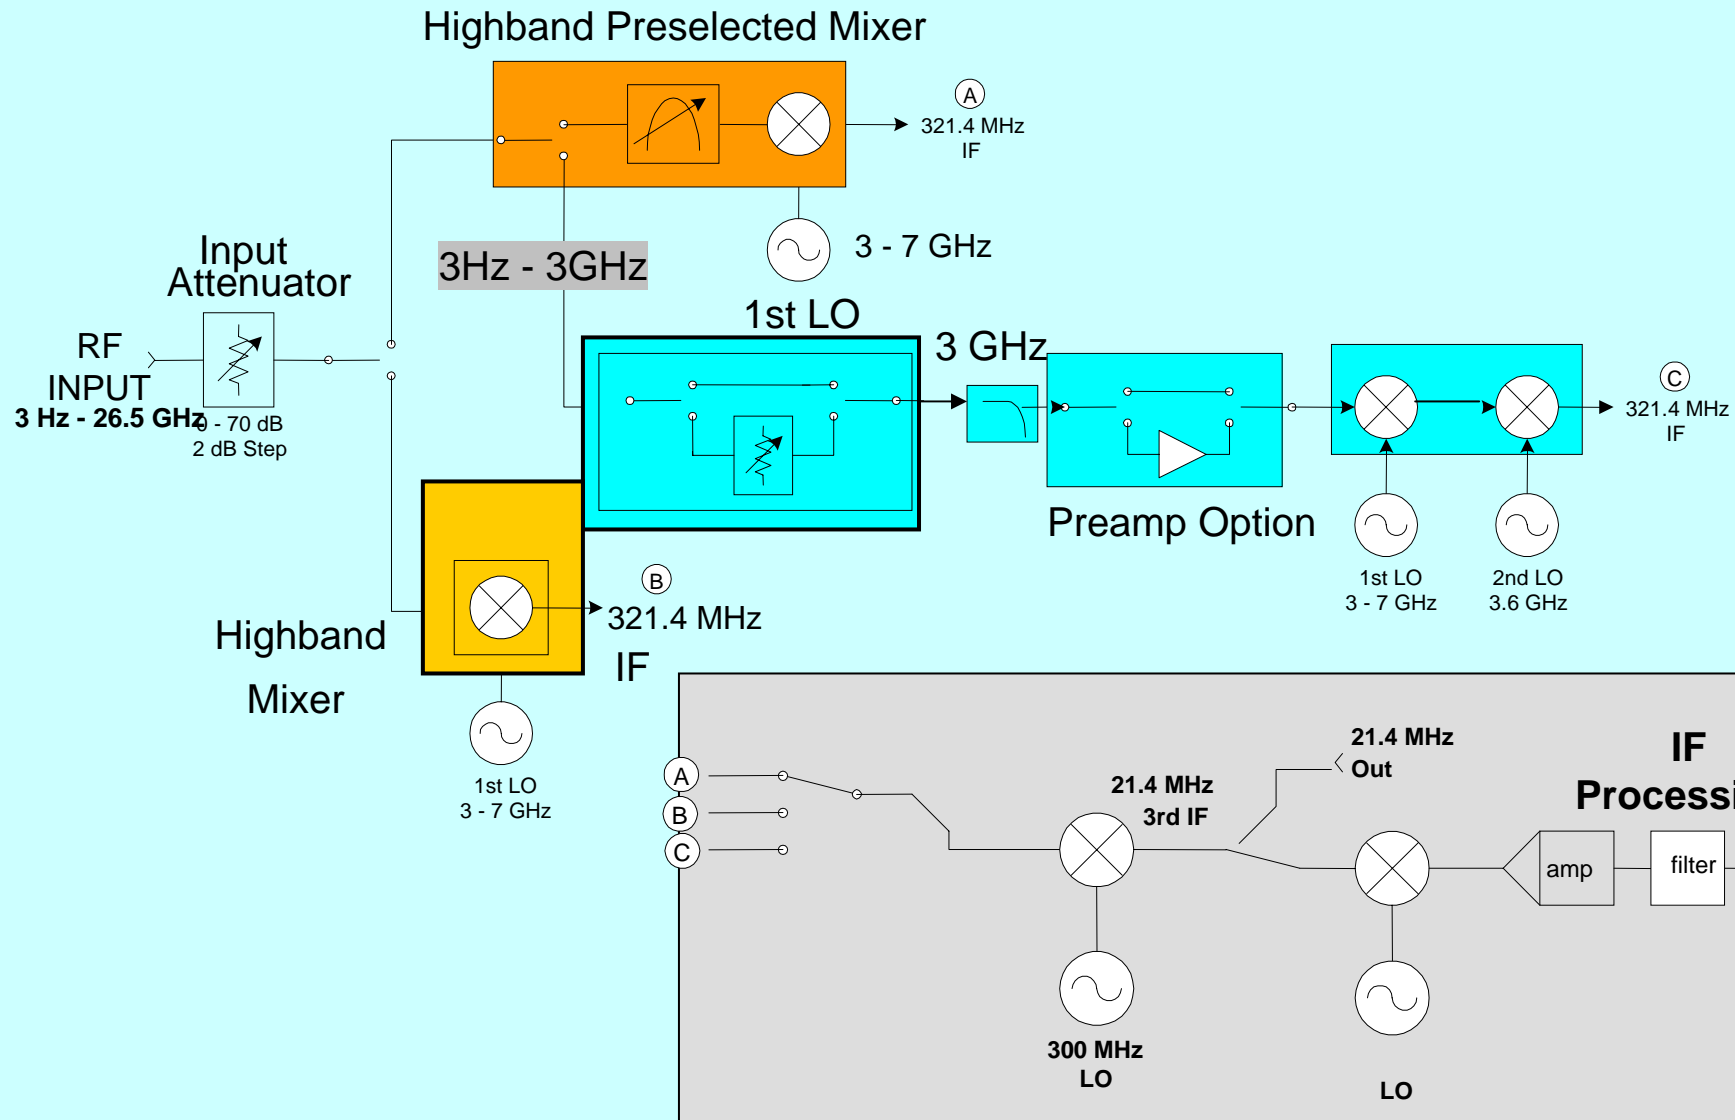 Highband Preselected Mixer
A
321.4 MHz
IF
3 - 7 GHz
3Hz - 3GHz
Input
Attenuator
RF
INPUT
3 Hz - 26.5 GHz
0 - 70 dB
2 dB Step
1st LO
3 GHz
Preamp Option
C
321.4 MHz
IF
1st LO
3 - 7 GHz
2nd LO
3.6 GHz
B
321.4 MHz
IF
Highband
Mixer
1st LO
3 - 7 GHz
A
B
C
21.4 MHz
3rd IF
21.4 MHz
Out
IF
Processi
amp
filter
300 MHz
LO
LO